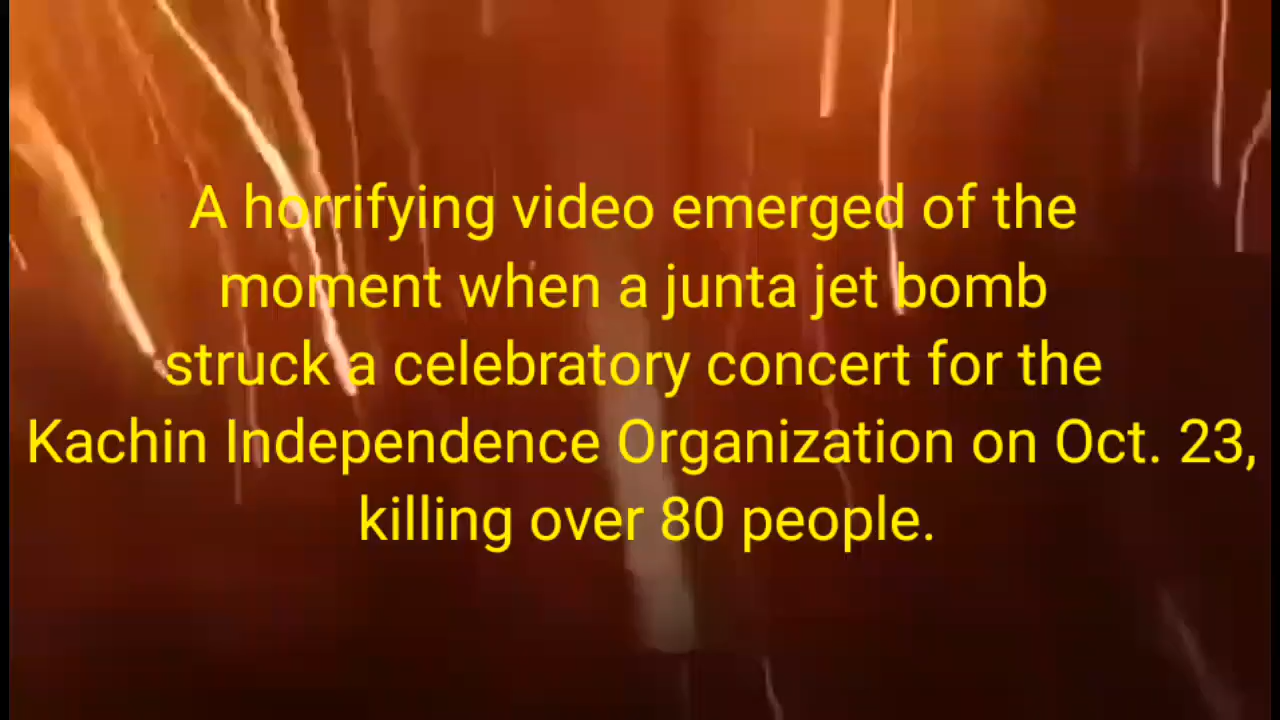 A horrifying video emerged of the
moment when a junta jet bomb
struck a celebratory concert for the
Kachin Independence Organization on Oct. 23,
killing over 80 people.